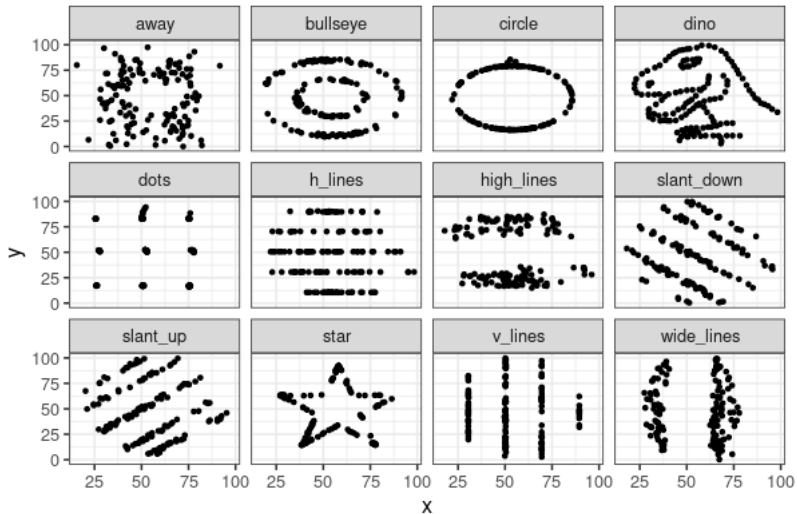 away bullseye circle dino
100
75
50
25
0
dots h_lines high_lines slant_down
100
75
50
25
0
y
slant_up star v_lines wide_lines
100
75
50
25
0
25 50 75 100 25 50 75 100 25 50 75 100 25 50 75 100
x